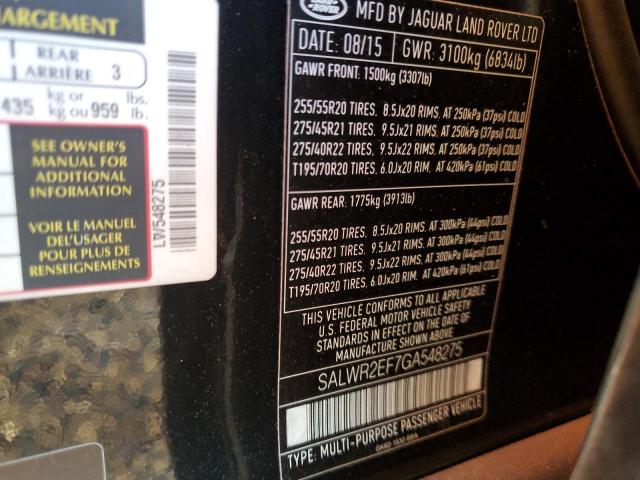 HARGEMENT
REAR
ARRIÈRE 3
435 kg or kg ou 959 lbs. lb.
SEE OWNER'S
MANUAL FOR
ADDITIONAL
INFORMATION
VOIR LE MANUEL
DEL'USAGER
POUR PLUS DE
RENSEIGNEMENTS
LW548275
LAND ROVER
MFD BY JAGUAR LAND ROVER LTD
DATE: 08/15 GWR: 3100kg (6834lb)
GAWR FRONT: 1500kg (3307lb)
255/55R20 TIRES. 8.5Jx20 RIMS. AT 250kPa (37psi) COLD
275/45R21 TIRES. 9.5Jx21 RIMS. AT 250kPa (37psi) COLD
275/40R22 TIRES. 9.5Jx22 RIMS. AT 250kPa (37psi) COLD
T195/70R20 TIRES. 6.0Jx20 RIM. AT 420kPa (61psi) COLD
GAWR REAR: 1775kg (3913lb)
255/55R20 TIRES. 8.5Jx20 RIMS. AT 300kPa (44psi) COLD
275/45R21 TIRES. 9.5Jx21 RIMS. AT 300kPa (44psi) COLD
275/40R22 TIRES. 9.5Jx22 RIMS. AT 300kPa (44psi) COLD
T195/70R20 TIRES. 6.0Jx20 RIM. AT 420kPa (61psi) COLD
THIS VEHICLE CONFORMS TO ALL APPLICABLE
U.S. FEDERAL MOTOR VEHICLE SAFETY
STANDARDS IN EFFECT ON THE DATE OF
MANUFACTURE SHOWN ABOVE
SALWR2EF7GA548275
TYPE: MULTI-PURPOSE PASSENGER VEHICLE